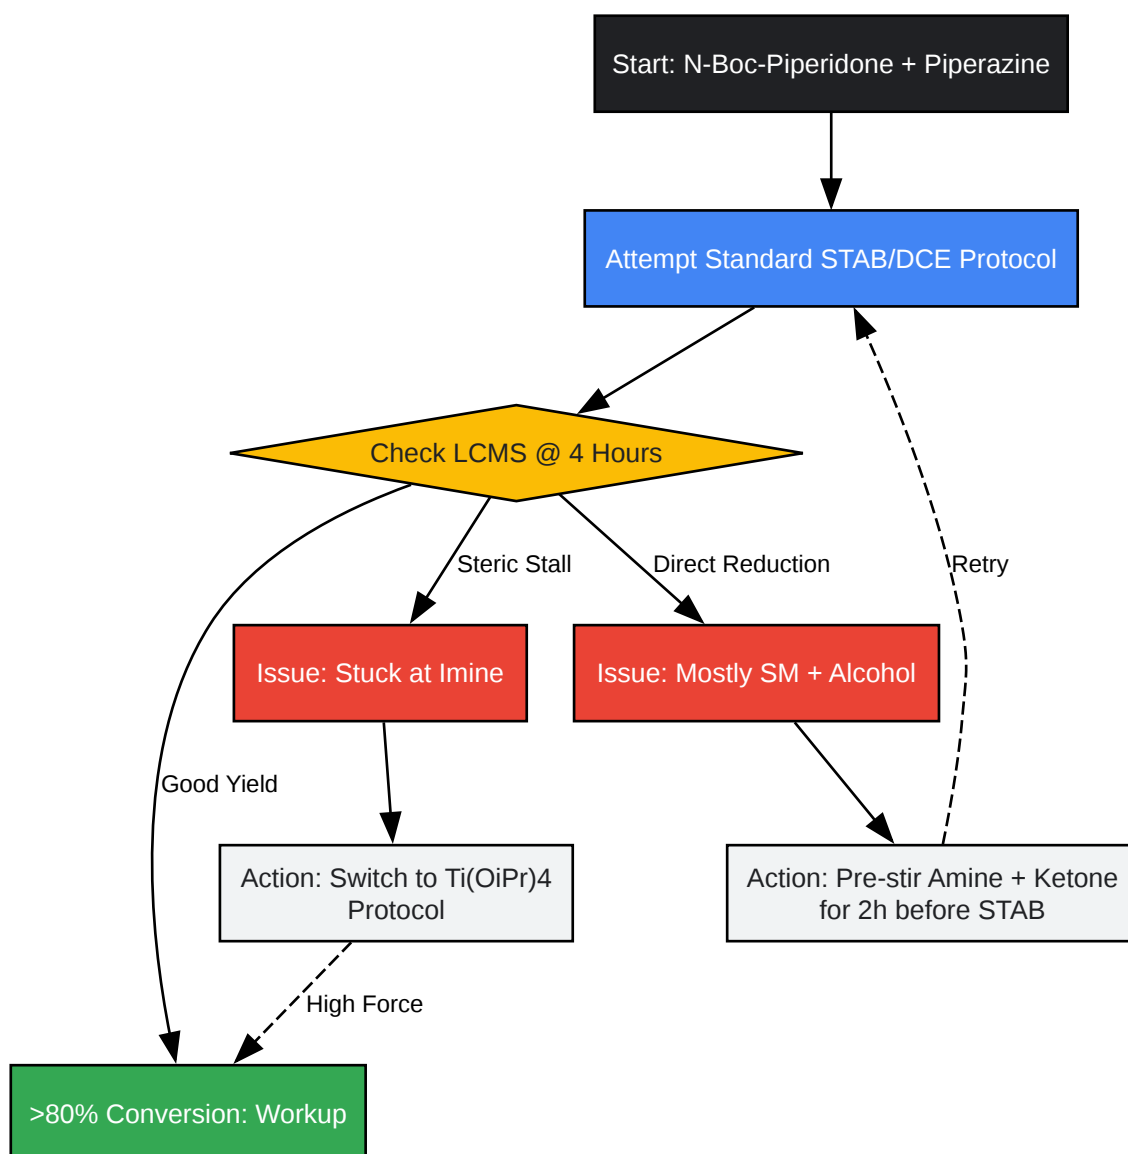 Start: N-Boc-Piperidone + Piperazine
Attempt Standard STAB/DCE Protocol
Check LCMS @ 4 Hours
Steric Stall
Direct Reduction
Retry
Issue: Stuck at Imine
Issue: Mostly SM + Alcohol
Good Yield
Action: Switch to Ti(OiPr)4
Protocol
Action: Pre-stir Amine + Ketone
for 2h before STAB
High Force
>80% Conversion: Workup